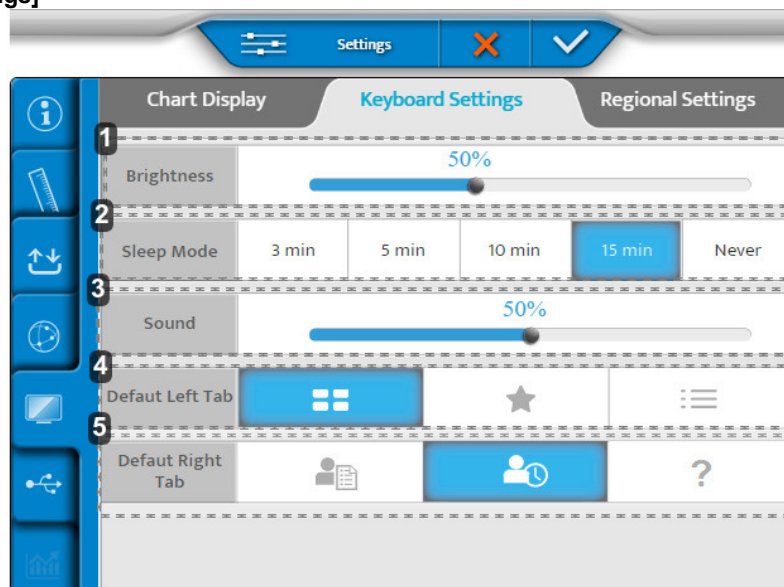 Settings
Chart Display Keyboard Settings Regional Settings
1
50%
Brightness
2
Sleep Mode 3 min 5 min 10 min 15 min Never
3
50%
Sound
4
Defaut Left Tab
5
Defaut Right
Tab
?